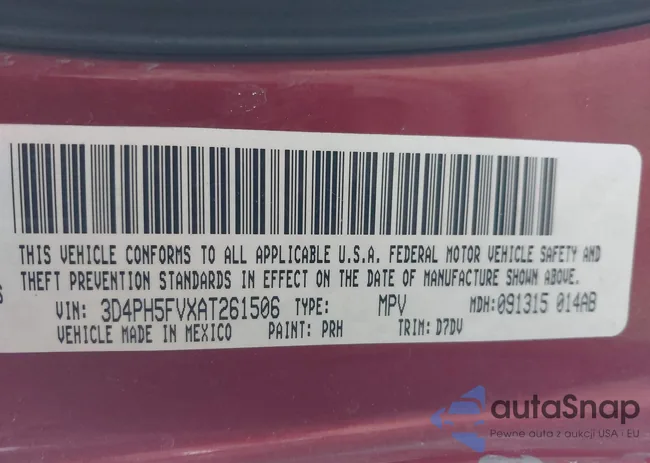 THIS VEHICLE CONFORMS TO ALL APPLICABLE U.S.A. FEDERAL MOTOR VEHICLE SAFETY AND
THEFT PREVENTION STANDARDS IN EFFECT ON THE DATE OF MANUFACTURE SHOWN ABOVE.
VIN: 3D4PH5FVXAT261506 TYPE: MPV MDH:091315 014AB
VEHICLE MADE IN MEXICO PAINT: PRH TRIM: D7DV
autaSnap
Pewne auta z aukcji USA i EU